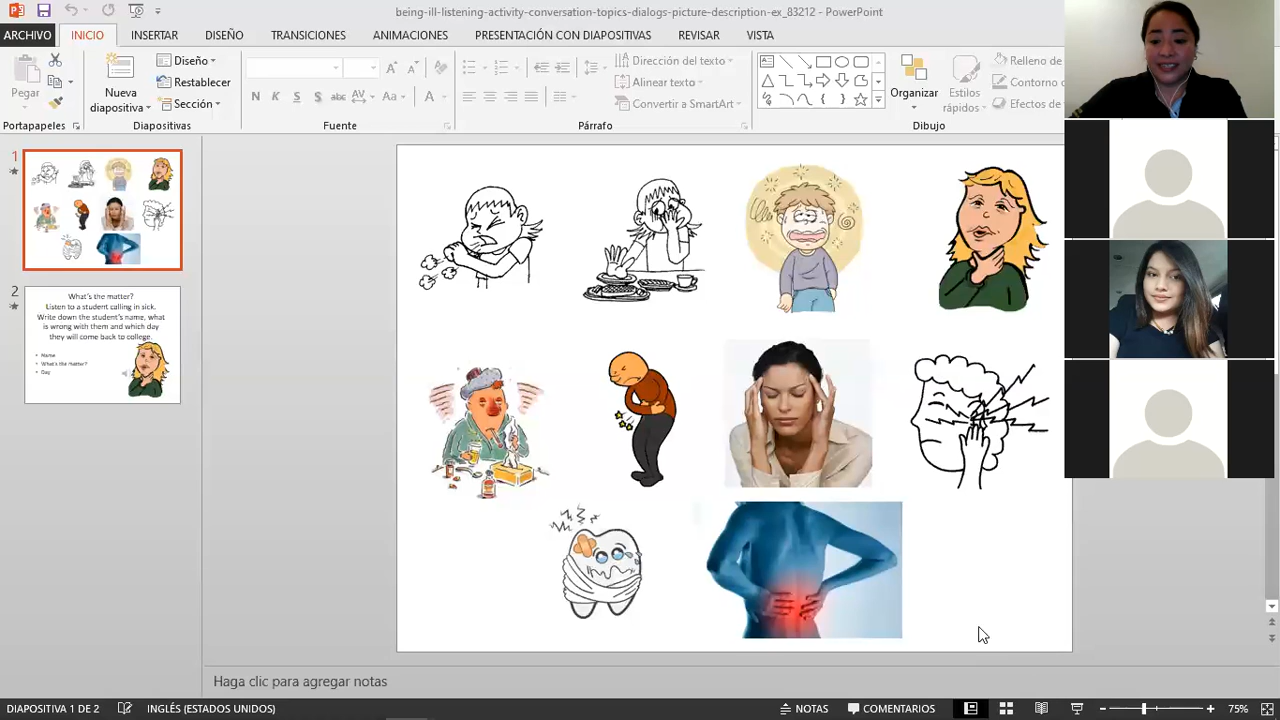 being-ill-listening-activity-conversation-topics-dialogs-picture-description-ex_83212 - PowerPoint
ARCHIVO INICIO INSERTAR DISEÑO TRANSICIONES ANIMACIONES PRESENTACIÓN CON DIAPOSITIVAS REVISAR VISTA
Pegar
Nueva diapositiva
Diseño
Restablecer
Sección
N K S S abc AV Aa A
Dirección del texto
Alinear texto
Convertir a SmartArt
Organizar
Estilos rápidos
Relleno de
Contorno
Efectos de
Portapapeles Diapositivas Fuente Párrafo Dibujo
1
2
What's the matter?
Listen to a student calling in sick.
Write down the student's name, what
is wrong with them and which day
they will come back to college.
Name
What's the matter?
Day
Haga clic para agregar notas
DIAPOSITIVA 1 DE 2 INGLÉS (ESTADOS UNIDOS) NOTAS COMENTARIOS 75%